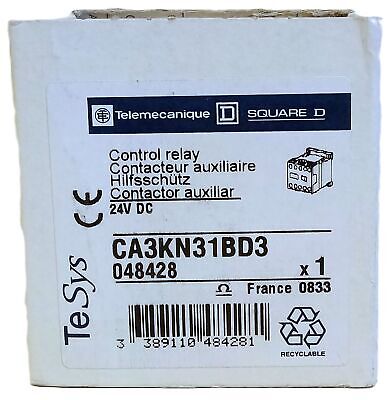 Telemecanique SQUARE D
Control relay
Contacteur auxiliaire
Hilfsschütz
Contactor auxiliar
24V DC
CA3KN31BD3
048428 x 1
France 0833
3 389110 484281
RECYCLABLE
TeSys CE